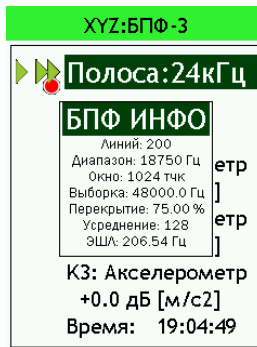 XYZ:БПФ-3
Полоса:24кГц
БПФ ИНФО
Линий: 200
Диапазон: 18750 Гц
Окно: 1024 тчк
Выборка: 48000.0 Гц
Перекрытие: 75.00 %
Усреднение: 128
ЭШЛ: 206.54 Гц
етр
]
етр
]
К3: Акселерометр
+0.0 дБ [м/с2]
Время: 19:04:49